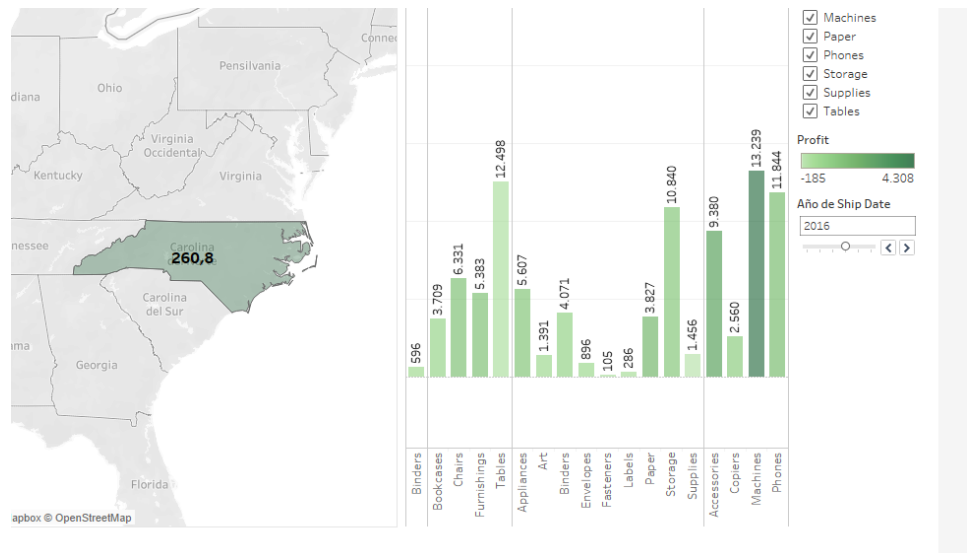 Connec
Pensilvania
Ohio
diana
Virginia
Occidental
Kentucky
Virginia
nessee
Carolina
260,8
Carolina
del Sur
ma
Georgia
Florida
apbox © OpenStreetMap
596
3.709
6.331
5.383
12.498
5.607
1.391
4.071
896
105
286
3.827
10.840
1.456
9.380
2.560
13.239
11.844
Binders
Bookcases
Chairs
Furnishings
Tables
Appliances
Art
Binders
Envelopes
Fasteners
Labels
Paper
Storage
Supplies
Accessories
Copiers
Machines
Phones
Machines
Paper
Phones
Storage
Supplies
Tables
Profit
-185 4.308
Año de Ship Date
2016